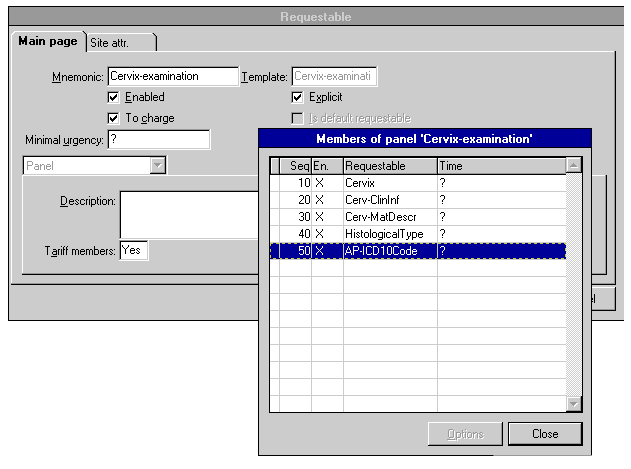 Requestable
Main page Site attr.
Mnemonic: Cervix-examination Template: Cervix-examinati
Enabled Explicit
To charge Is default requestable
Minimal urgency: ?
Panel
Description:
Tariff members: Yes
Members of panel 'Cervix-examination'
Seq En. Requestable Time
10 X Cervix ?
20 X Cerv-ClinInf ?
30 X Cerv-MatDescr ?
40 X HistologicalType ?
50 X AP-ICD10Code ?
Options Close